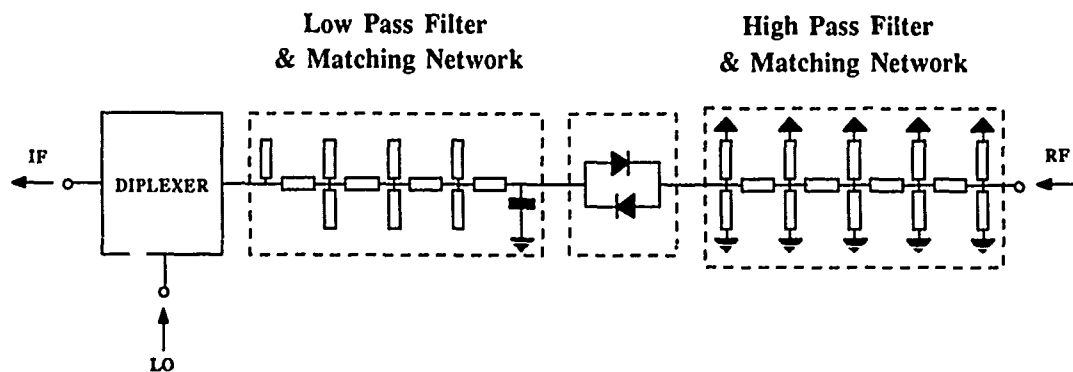 Low Pass Filter
& Matching Network
High Pass Filter
& Matching Network
IF
DIPLEXER
RF
LO